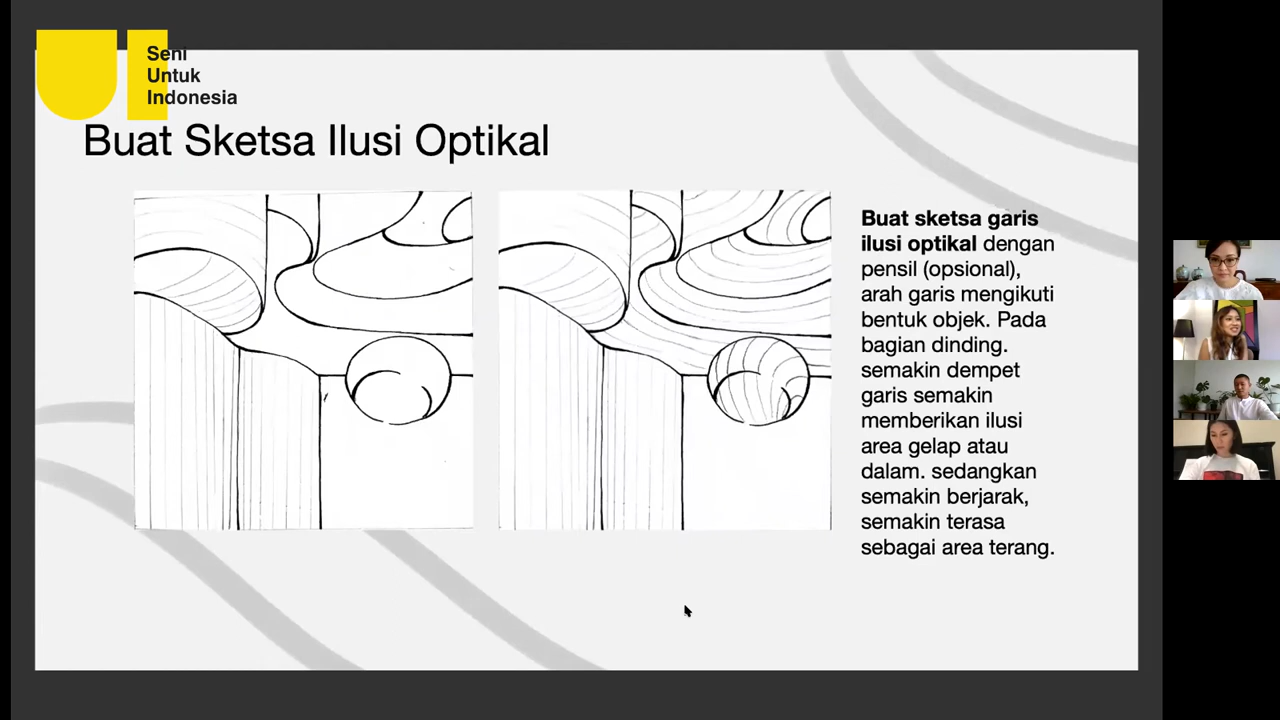 Seni
Untuk
Indonesia
Buat Sketsa Ilusi Optikal
Buat sketsa garis
ilusi optikal dengan
pensil (opsional),
arah garis mengikuti
bentuk objek. Pada
bagian dinding.
semakin dempet
garis semakin
memberikan ilusi
area gelap atau
dalam. sedangkan
semakin berjarak,
semakin terasa
sebagai area terang.